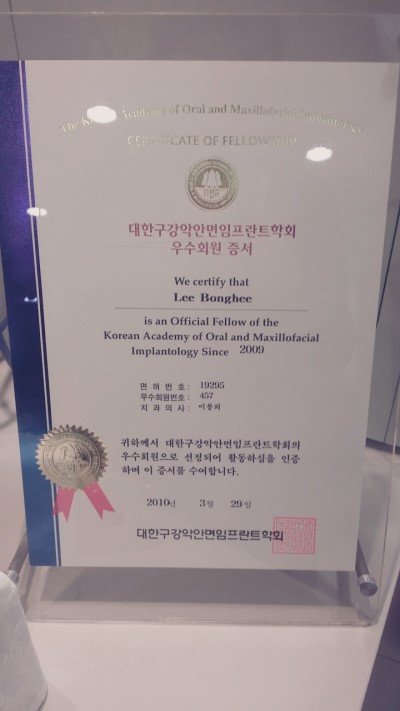 The Korean Academy of Oral and Maxillofacial Implantology
CERTIFICATE OF FELLOWSHIP
대한구강악안면임프란트학회
우수회원 증서
We certify that
Lee Bonghee
is an Official Fellow of the
Korean Academy of Oral and Maxillofacial
Implantology Since 2009
면 허 번 호 : 19295
우수회원번호 : 457
치 과 의 사 : 이봉희
귀하께서 대한구강악안면임프란트학회의
우수회원으로 선정되어 활동하심을 인증
하며 이 증서를 수여합니다.
2010년 3월 29일
대한구강악안면임프란트학회